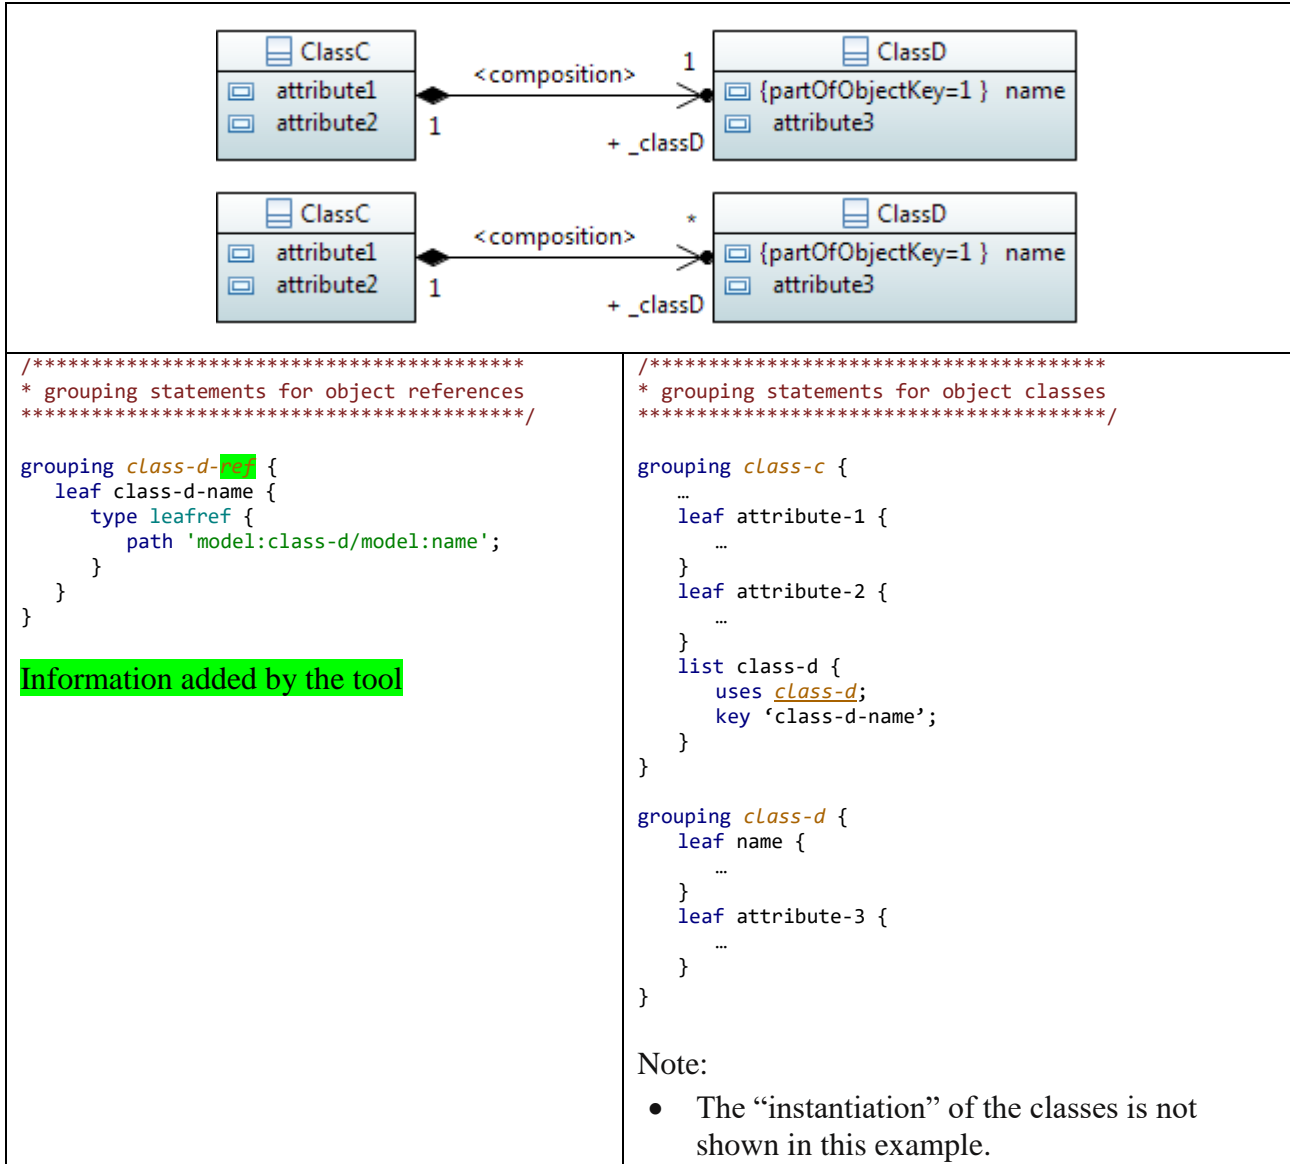 ClassC
attribute1
attribute2
<composition>
1
1
+ _classD
ClassD
{partOfObjectKey=1 } name
attribute3
ClassC
attribute1
attribute2
<composition>
*
1
+ _classD
ClassD
{partOfObjectKey=1 } name
attribute3
/******************************************
* grouping statements for object references
*******************************************/
grouping class-d-ref {
leaf class-d-name {
type leafref {
path 'model:class-d/model:name';
}
}
}
Information added by the tool
/***************************************
* grouping statements for object classes
****************************************/
grouping class-c {
…
leaf attribute-1 {
…
}
leaf attribute-2 {
…
}
list class-d {
uses class-d;
key ‘class-d-name’;
}
}
grouping class-d {
leaf name {
…
}
leaf attribute-3 {
…
}
}
Note:
• The “instantiation” of the classes is not
shown in this example.